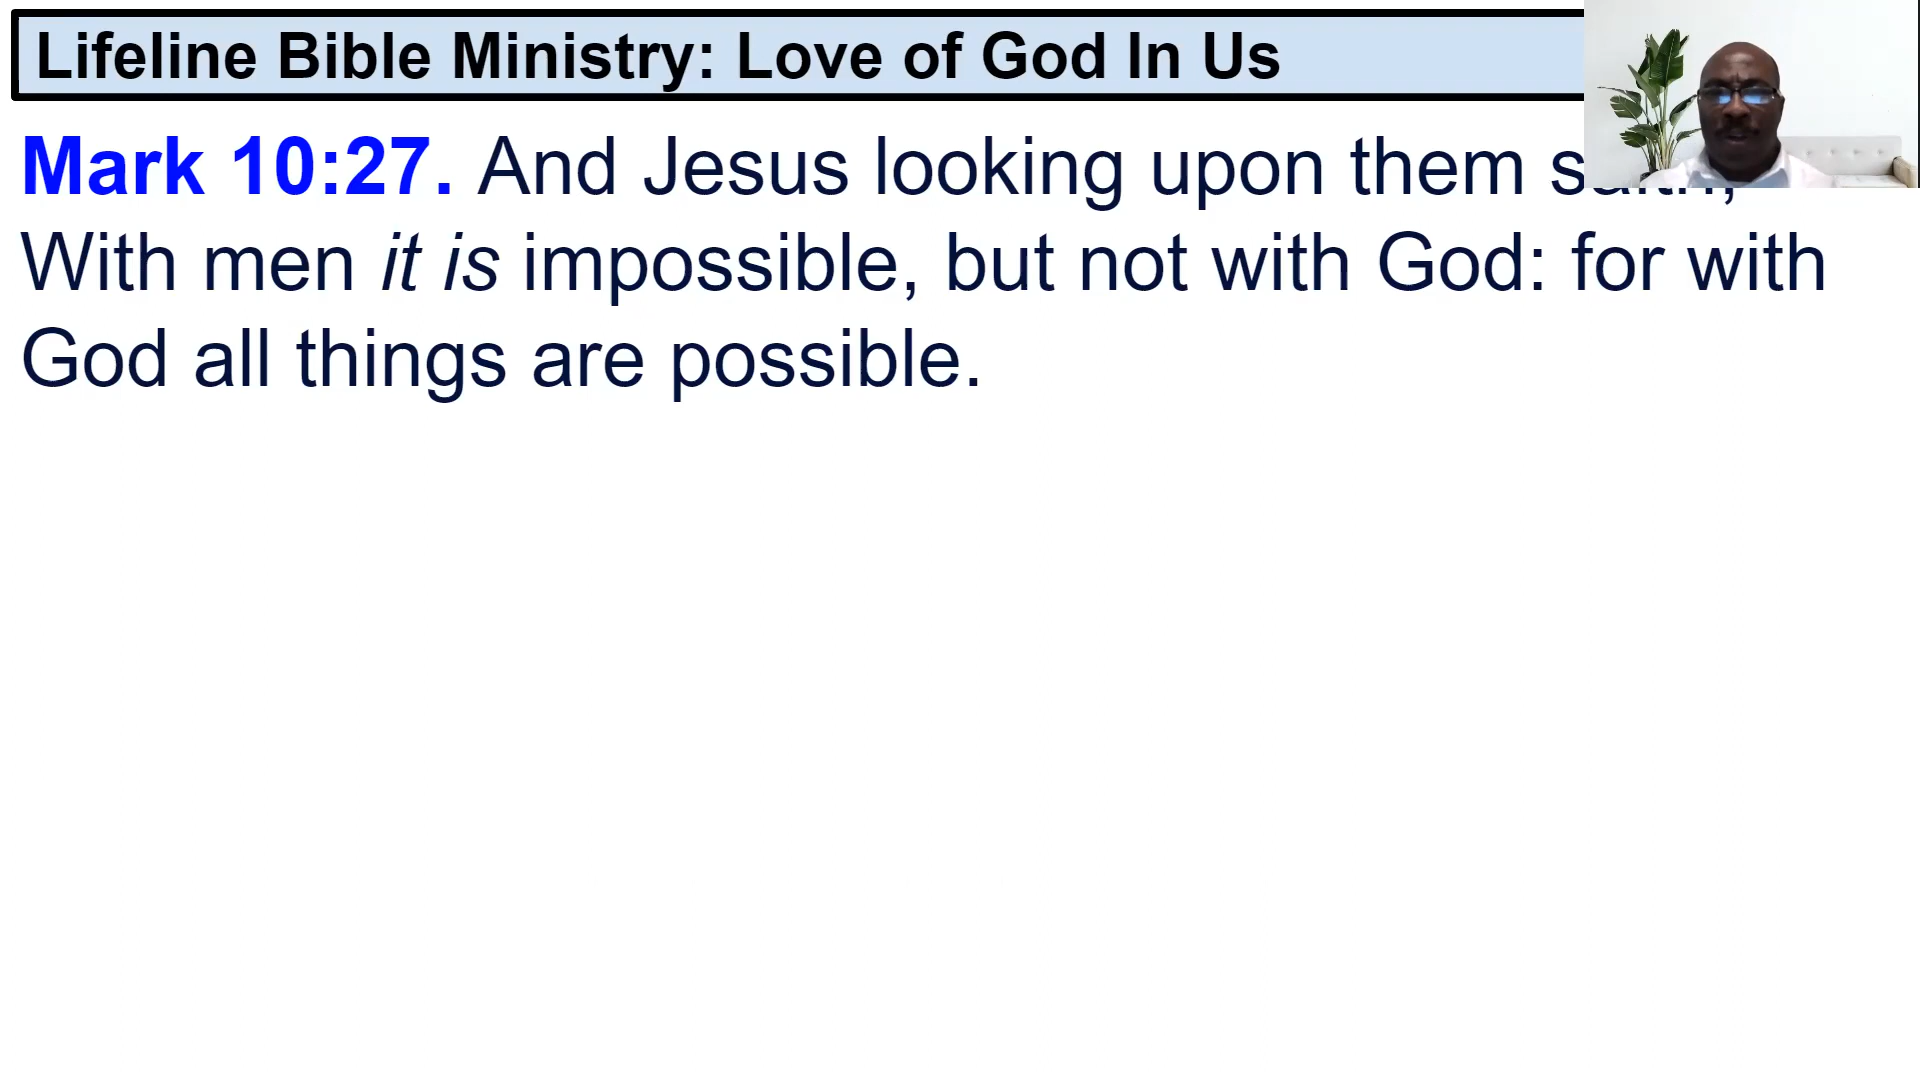 Lifeline Bible Ministry: Love of God In Us
Mark 10:27. And Jesus looking upon them saith,
With men it is impossible, but not with God: for with
God all things are possible.